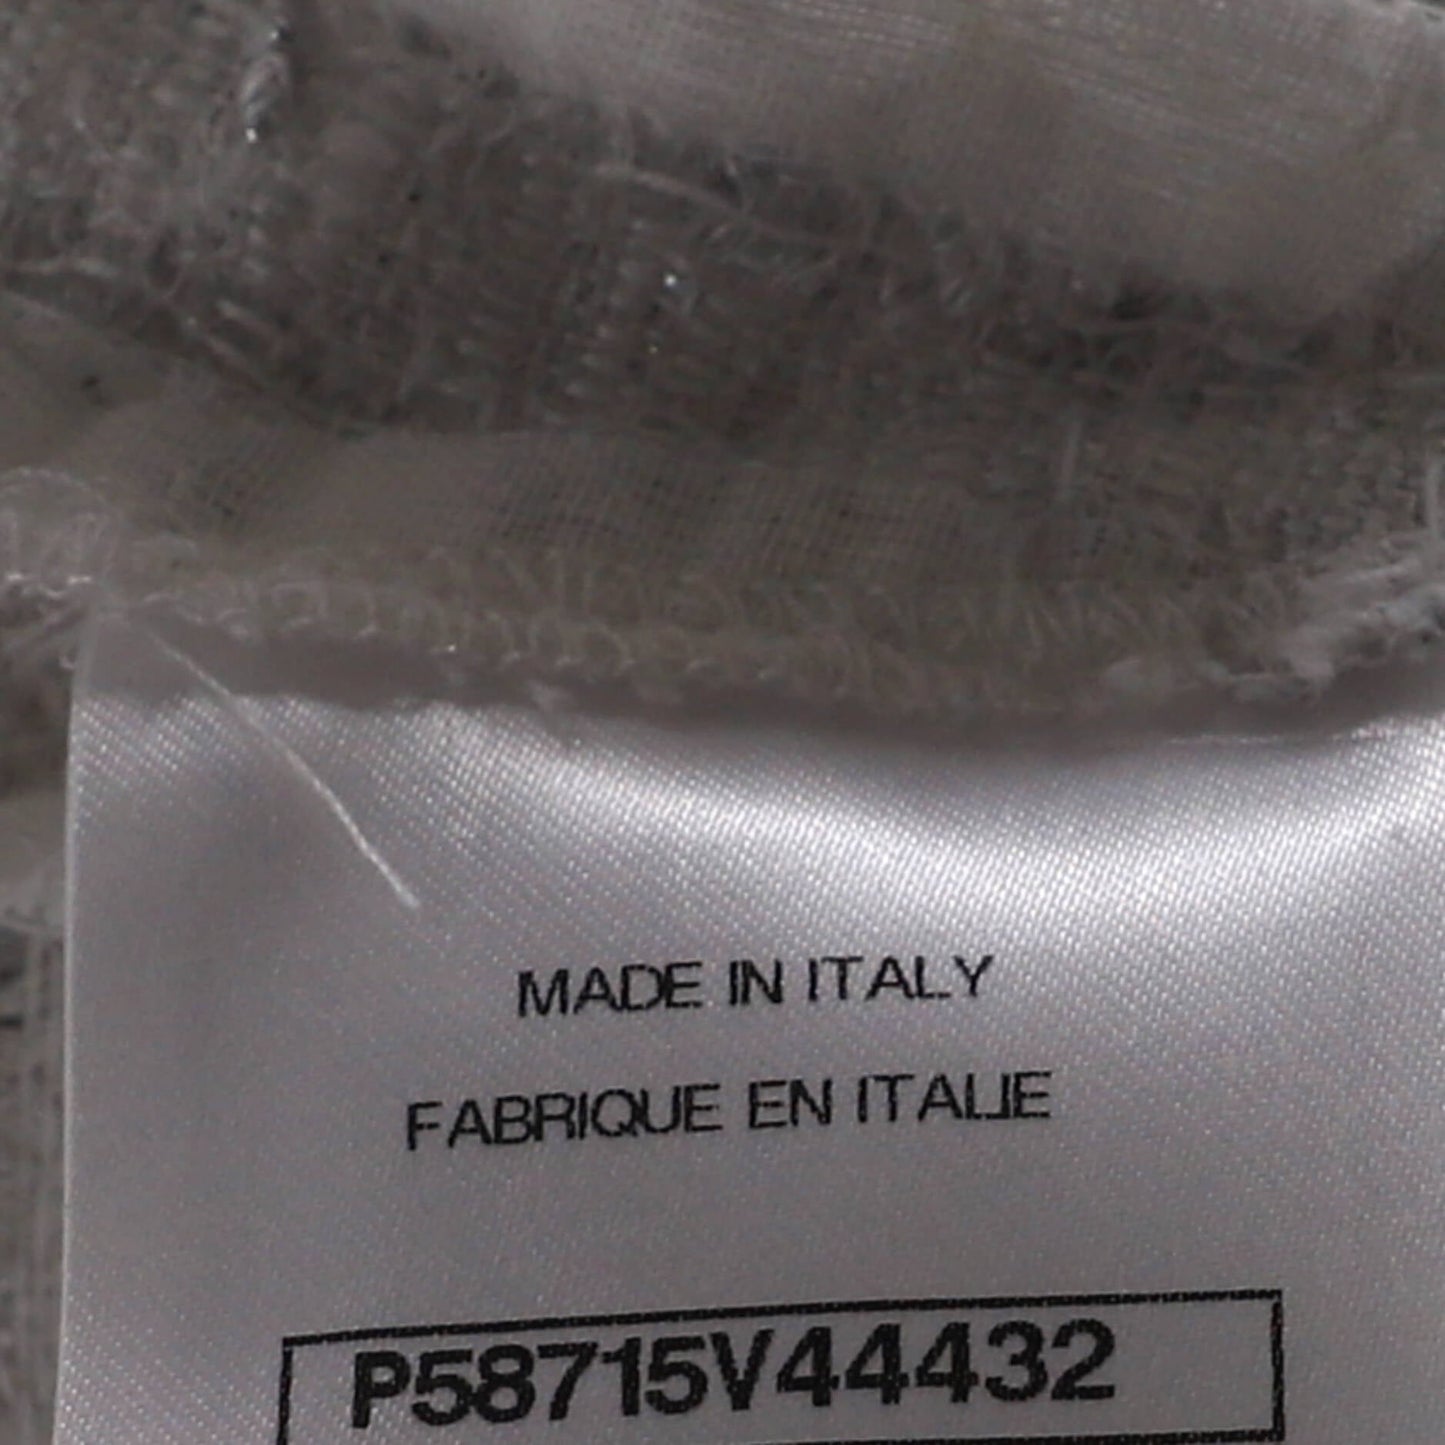 MADE IN ITALY
FABRIQUE EN ITALIE
P58715V44432